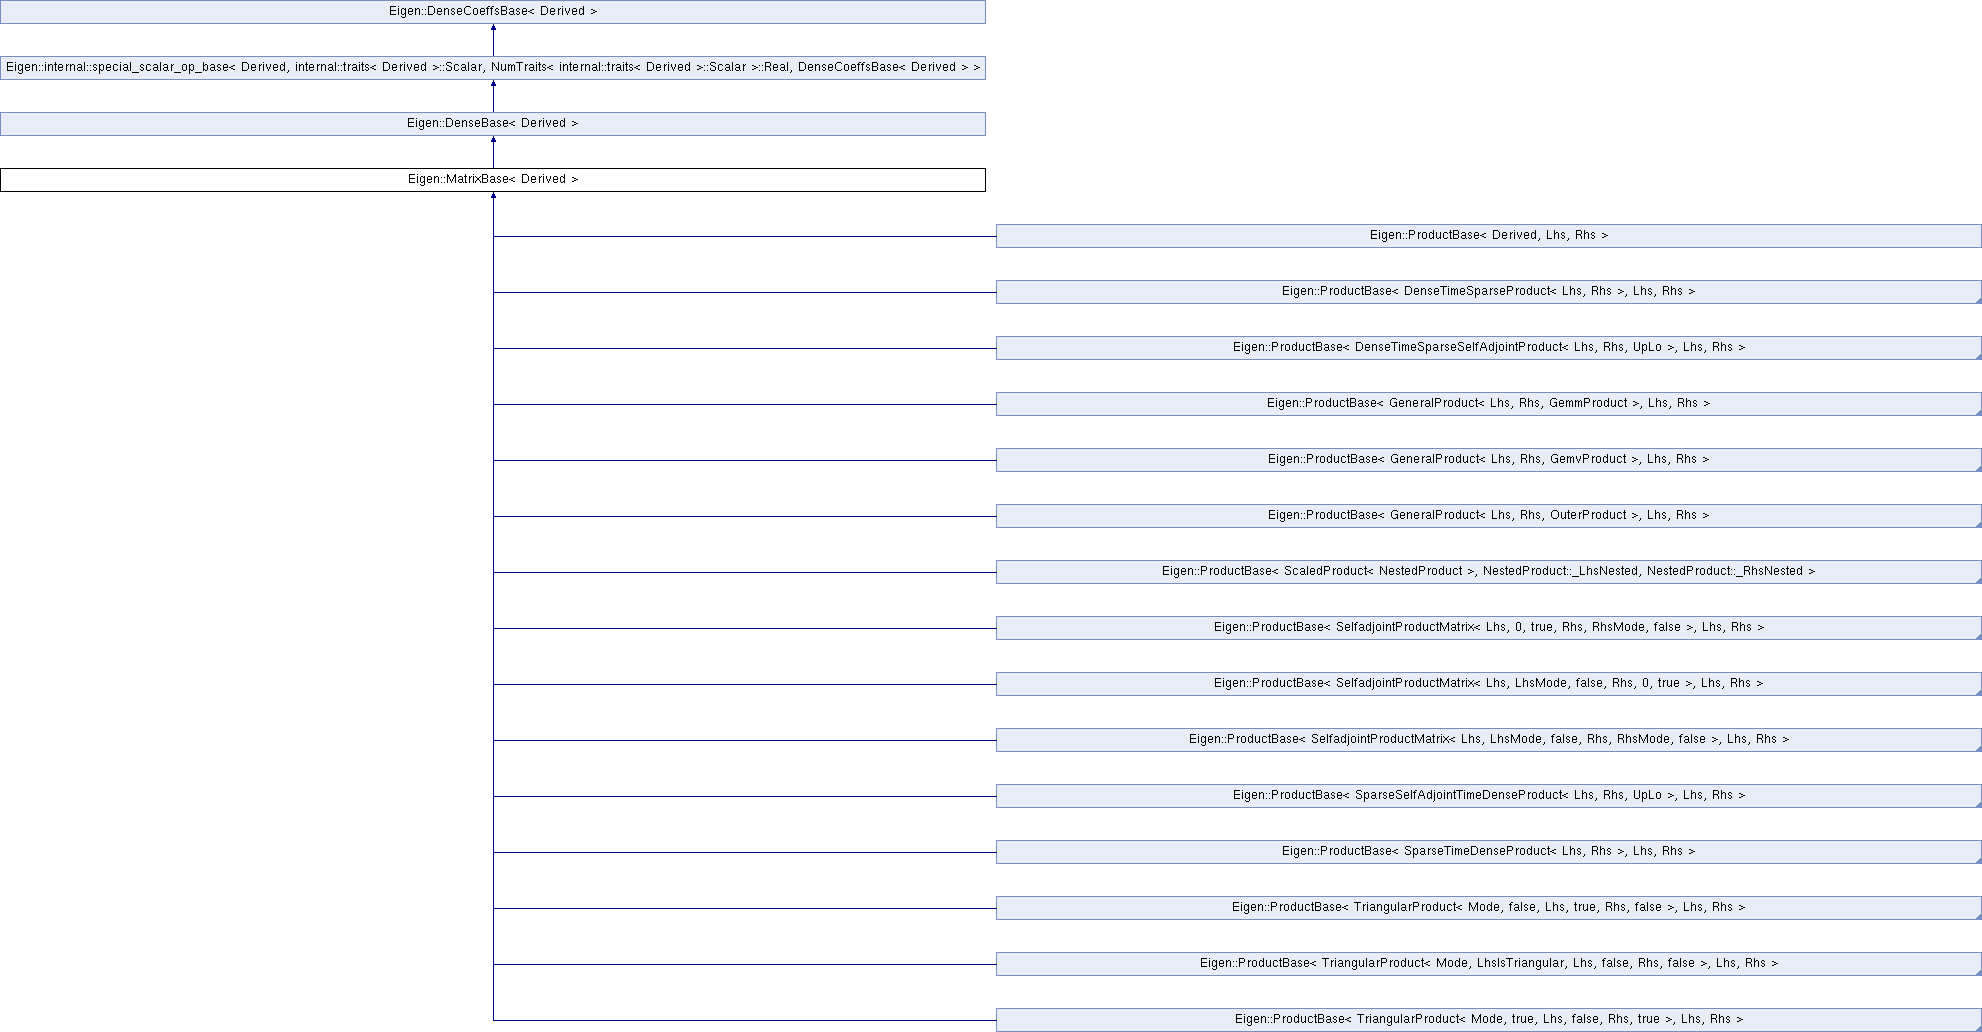 Eigen::DenseCoeffsBase< Derived >
Eigen::internal::special_scalar_op_base< Derived, internal::traits< Derived >::Scalar, NumTraits< internal::traits< Derived >::Scalar >::Real, DenseCoeffsBase< Derived > >
Eigen::DenseBase< Derived >
Eigen::MatrixBase< Derived >
Eigen::ProductBase< Derived, Lhs, Rhs >
Eigen::ProductBase< DenseTimeSparseProduct< Lhs, Rhs >, Lhs, Rhs >
Eigen::ProductBase< DenseTimeSparseSelfAdjointProduct< Lhs, Rhs, UpLo >, Lhs, Rhs >
Eigen::ProductBase< GeneralProduct< Lhs, Rhs, GemmProduct >, Lhs, Rhs >
Eigen::ProductBase< GeneralProduct< Lhs, Rhs, GemvProduct >, Lhs, Rhs >
Eigen::ProductBase< GeneralProduct< Lhs, Rhs, OuterProduct >, Lhs, Rhs >
Eigen::ProductBase< ScaledProduct< NestedProduct >, NestedProduct::_LhsNested, NestedProduct::_RhsNested >
Eigen::ProductBase< SelfadjointProductMatrix< Lhs, 0, true, Rhs, RhsMode, false >, Lhs, Rhs >
Eigen::ProductBase< SelfadjointProductMatrix< Lhs, LhsMode, false, Rhs, 0, true >, Lhs, Rhs >
Eigen::ProductBase< SelfadjointProductMatrix< Lhs, LhsMode, false, Rhs, RhsMode, false >, Lhs, Rhs >
Eigen::ProductBase< SparseSelfAdjointTimeDenseProduct< Lhs, Rhs, UpLo >, Lhs, Rhs >
Eigen::ProductBase< SparseTimeDenseProduct< Lhs, Rhs >, Lhs, Rhs >
Eigen::ProductBase< TriangularProduct< Mode, false, Lhs, true, Rhs, false >, Lhs, Rhs >
Eigen::ProductBase< TriangularProduct< Mode, LhsIsTriangular, Lhs, false, Rhs, false >, Lhs, Rhs >
Eigen::ProductBase< TriangularProduct< Mode, true, Lhs, false, Rhs, true >, Lhs, Rhs >